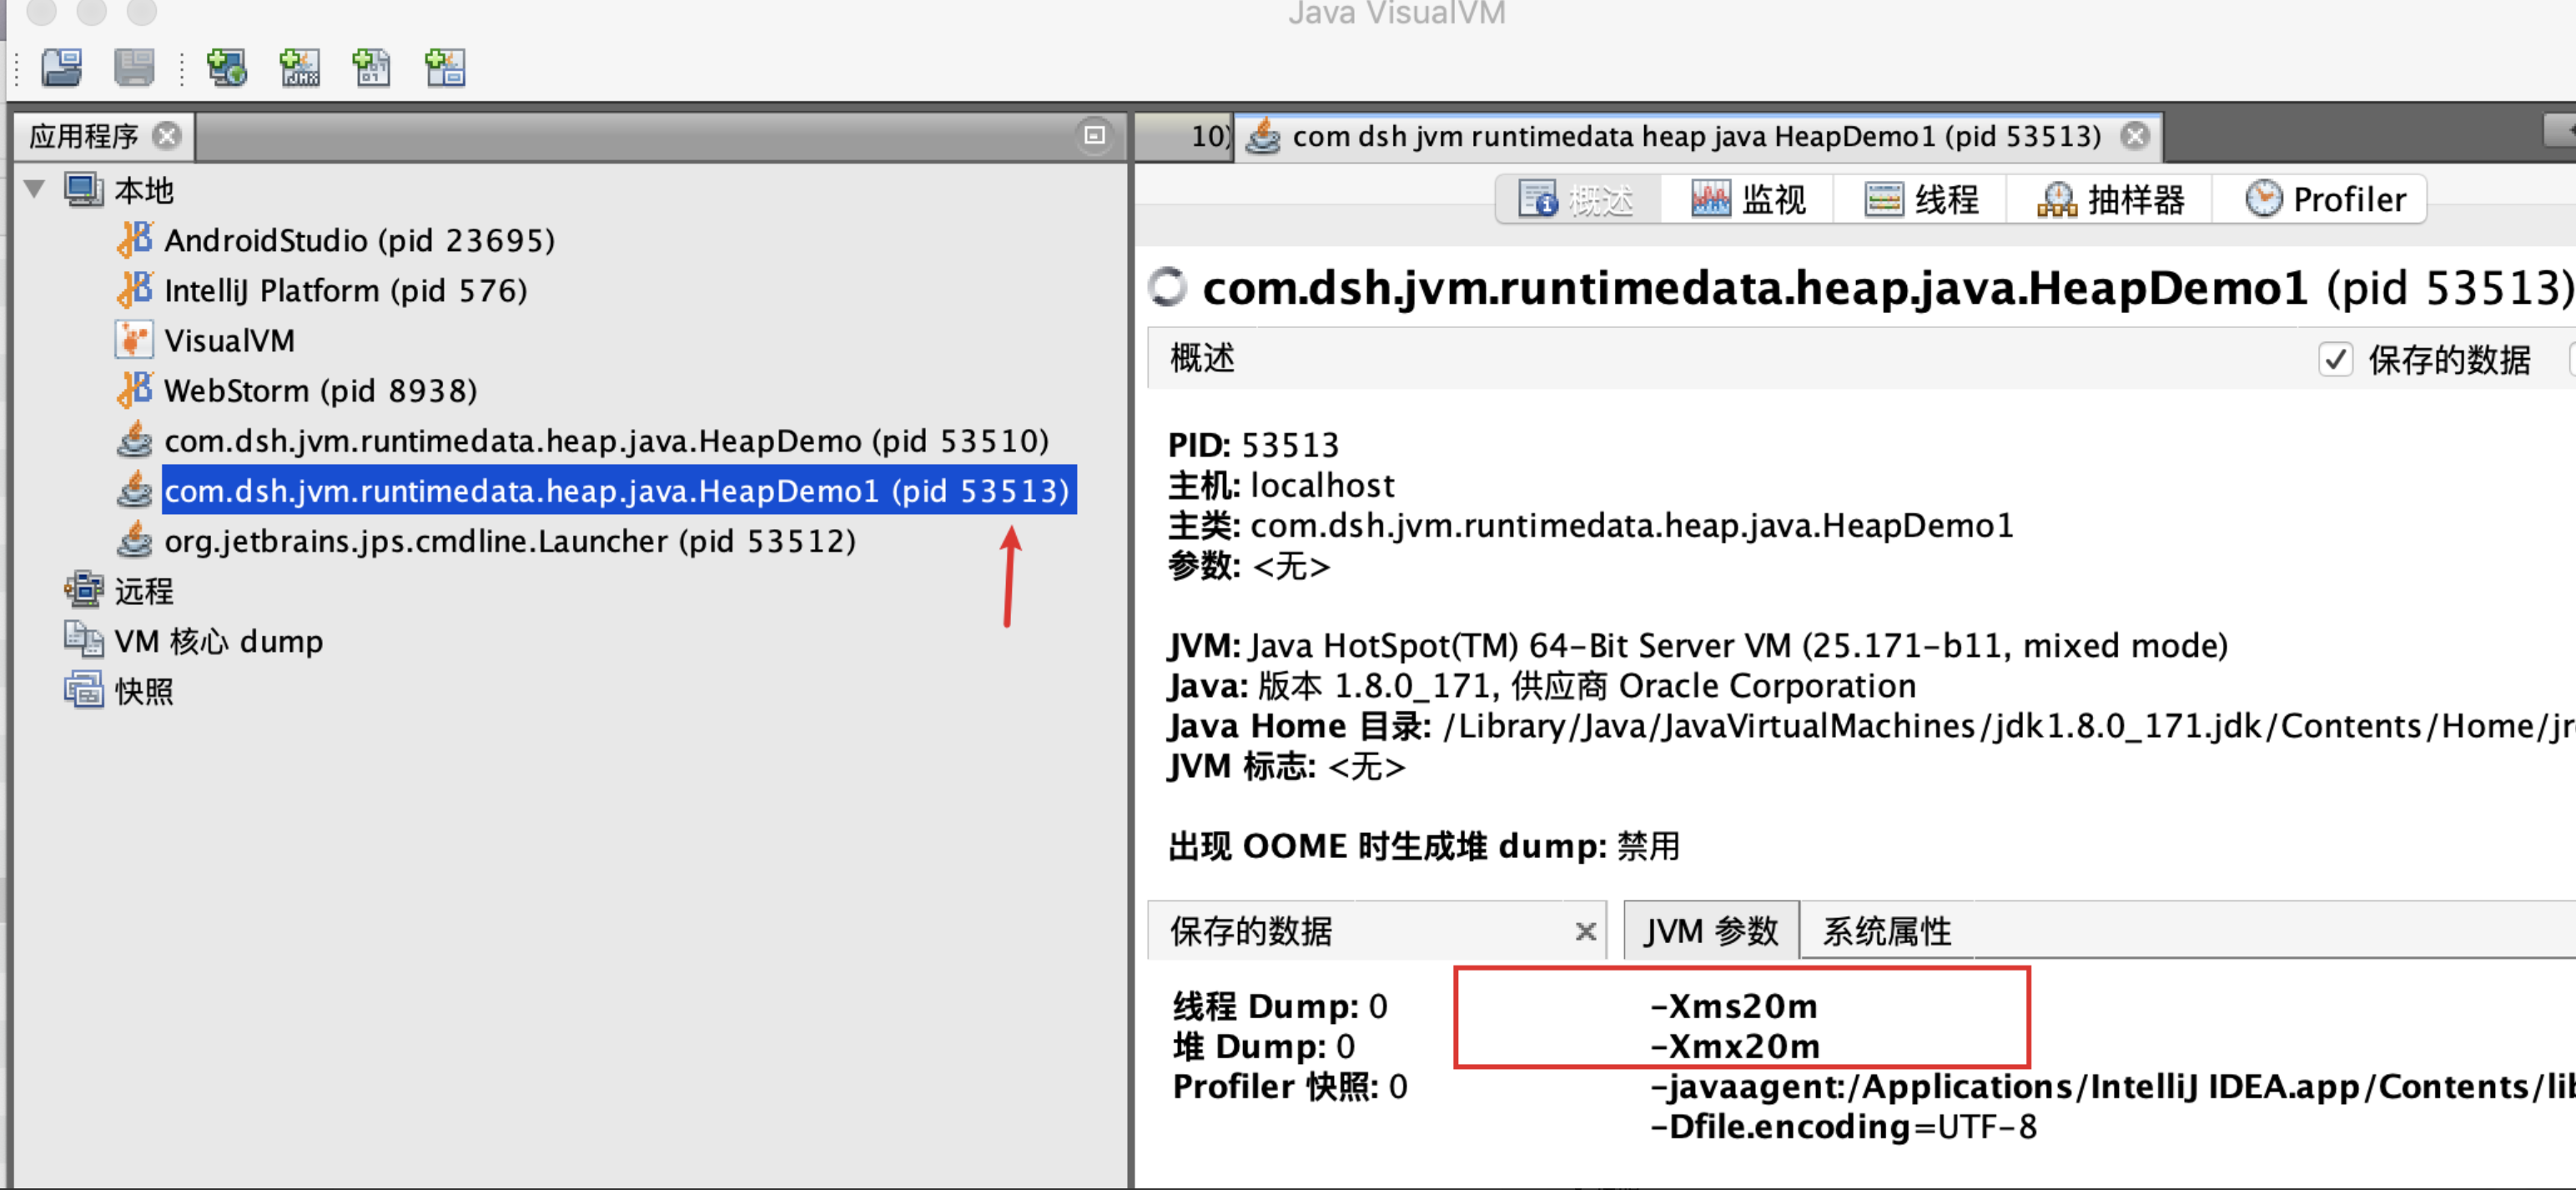 Java VisualVM
应用程序
10)
com dsh jvm runtimedata heap java HeapDemo1 (pid 53513)
本地
AndroidStudio (pid 23695)
IntelliJ Platform (pid 576)
VisualVM
WebStorm (pid 8938)
com.dsh.jvm.runtimedata.heap.java.HeapDemo (pid 53510)
com.dsh.jvm.runtimedata.heap.java.HeapDemo1 (pid 53513)
org.jetbrains.jps.cmdline.Launcher (pid 53512)
远程
VM 核心 dump
快照
概述 监视 线程 抽样器 Profiler
com.dsh.jvm.runtimedata.heap.java.HeapDemo1 (pid 53513)
概述
保存的数据
PID: 53513
主机: localhost
主类: com.dsh.jvm.runtimedata.heap.java.HeapDemo1
参数: <无>
JVM: Java HotSpot(TM) 64-Bit Server VM (25.171-b11, mixed mode)
Java: 版本 1.8.0_171, 供应商 Oracle Corporation
Java Home 目录: /Library/Java/JavaVirtualMachines/jdk1.8.0_171.jdk/Contents/Home/jr
JVM 标志: <无>
出现 OOME 时生成堆 dump: 禁用
保存的数据
线程 Dump: 0
堆 Dump: 0
Profiler 快照: 0
JVM 参数 系统属性
-Xms20m
-Xmx20m
-javaagent:/Applications/IntelliJ IDEA.app/Contents/lib
-Dfile.encoding=UTF-8